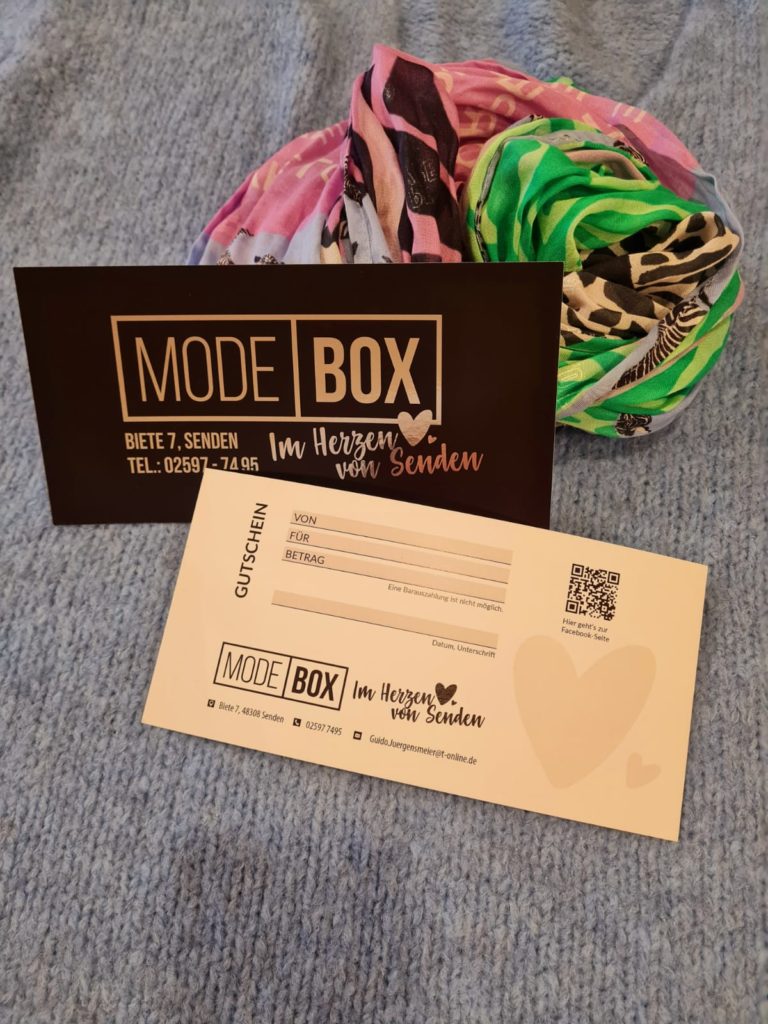 MODE BOX
BIETE 7, SENDEN
TEL.: 02597 - 74 95
Im Herzen
von Senden
GUTSCHEIN
VON
FÜR
BETRAG
Eine Barauszahlung ist nicht möglich.
Datum, Unterschrift
Hier geht's zur
Facebook-Seite
MODE BOX
Im Herzen
von Senden
Biete 7, 48308 Senden 02597 7495 Guido.Juergensmeier@t-online.de